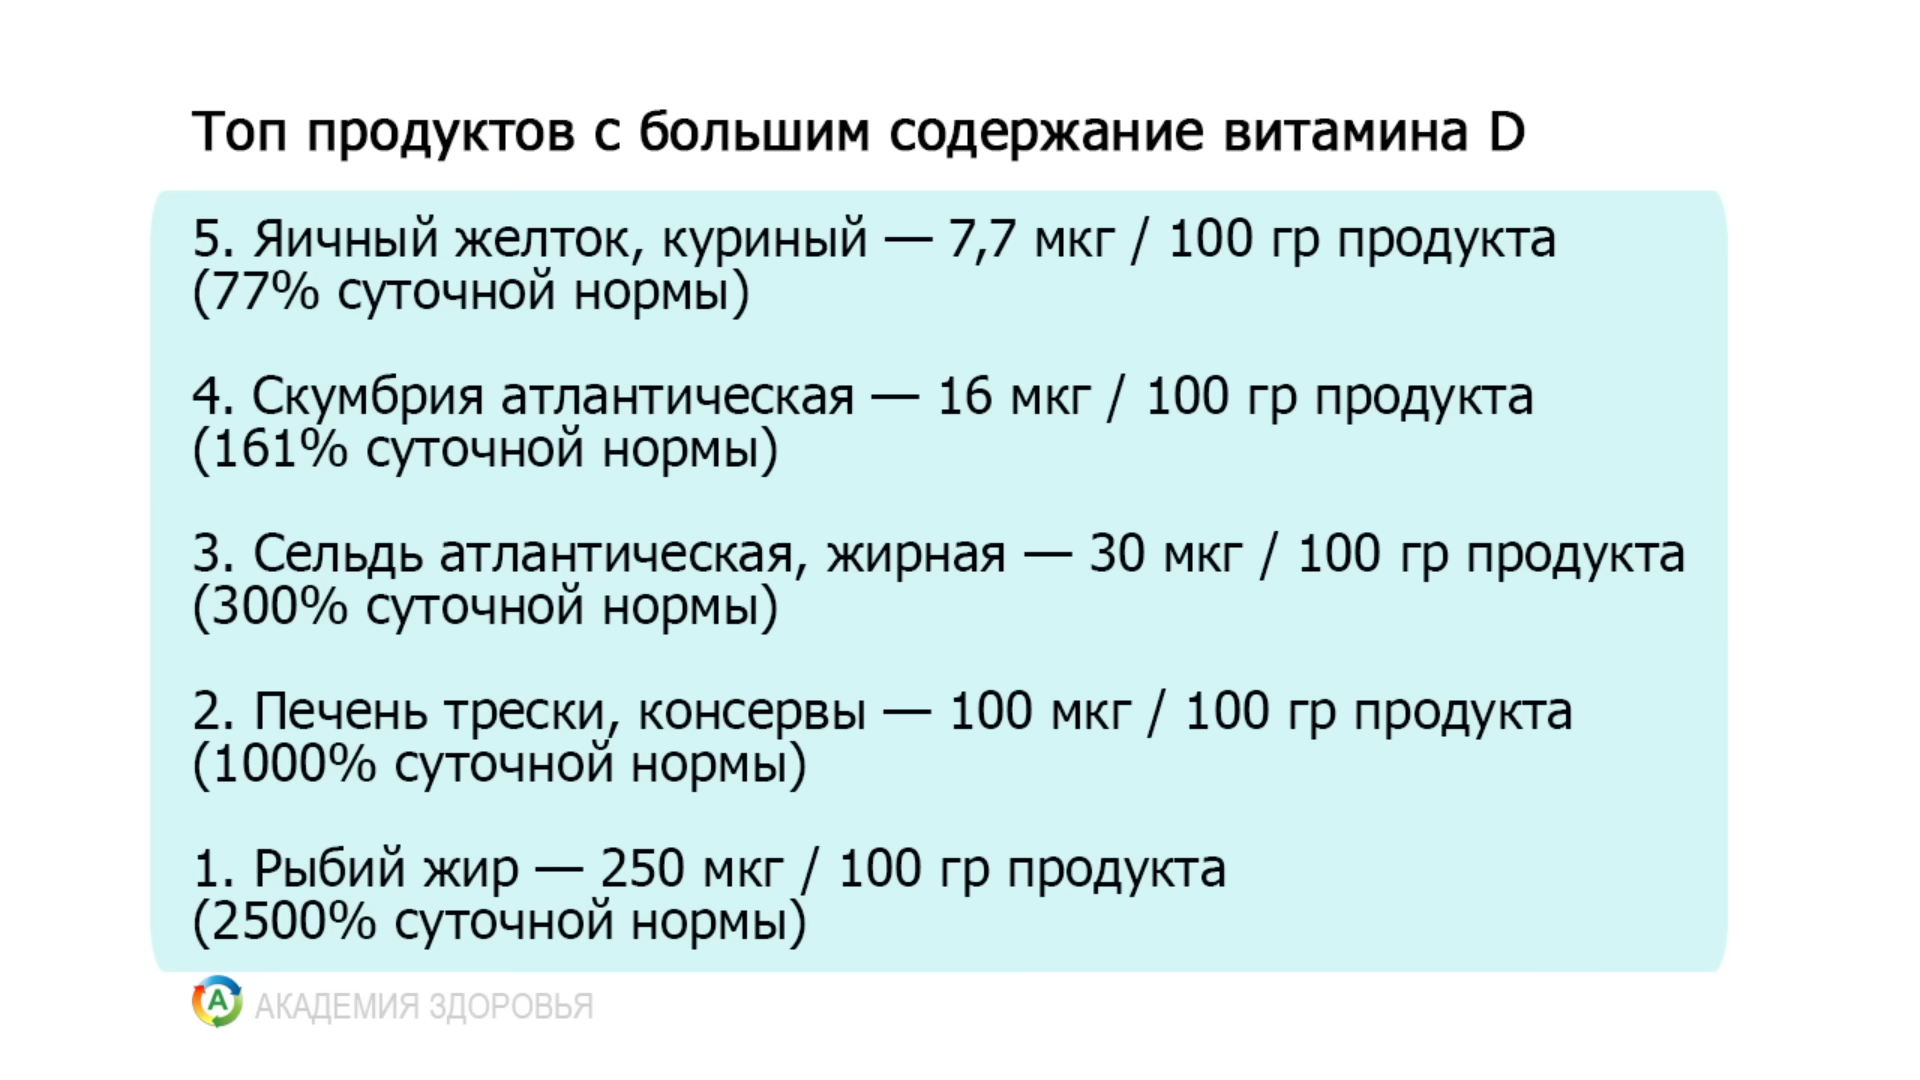 Топ продуктов с большим содержание витамина D
5. Яичный желток, куриный — 7,7 мкг / 100 гр продукта
(77% суточной нормы)
4. Скумбрия атлантическая — 16 мкг / 100 гр продукта
(161% суточной нормы)
3. Сельдь атлантическая, жирная — 30 мкг / 100 гр продукта
(300% суточной нормы)
2. Печень трески, консервы — 100 мкг / 100 гр продукта
(1000% суточной нормы)
1. Рыбий жир — 250 мкг / 100 гр продукта
(2500% суточной нормы)
А АКАДЕМИЯ ЗДОРОВЬЯ